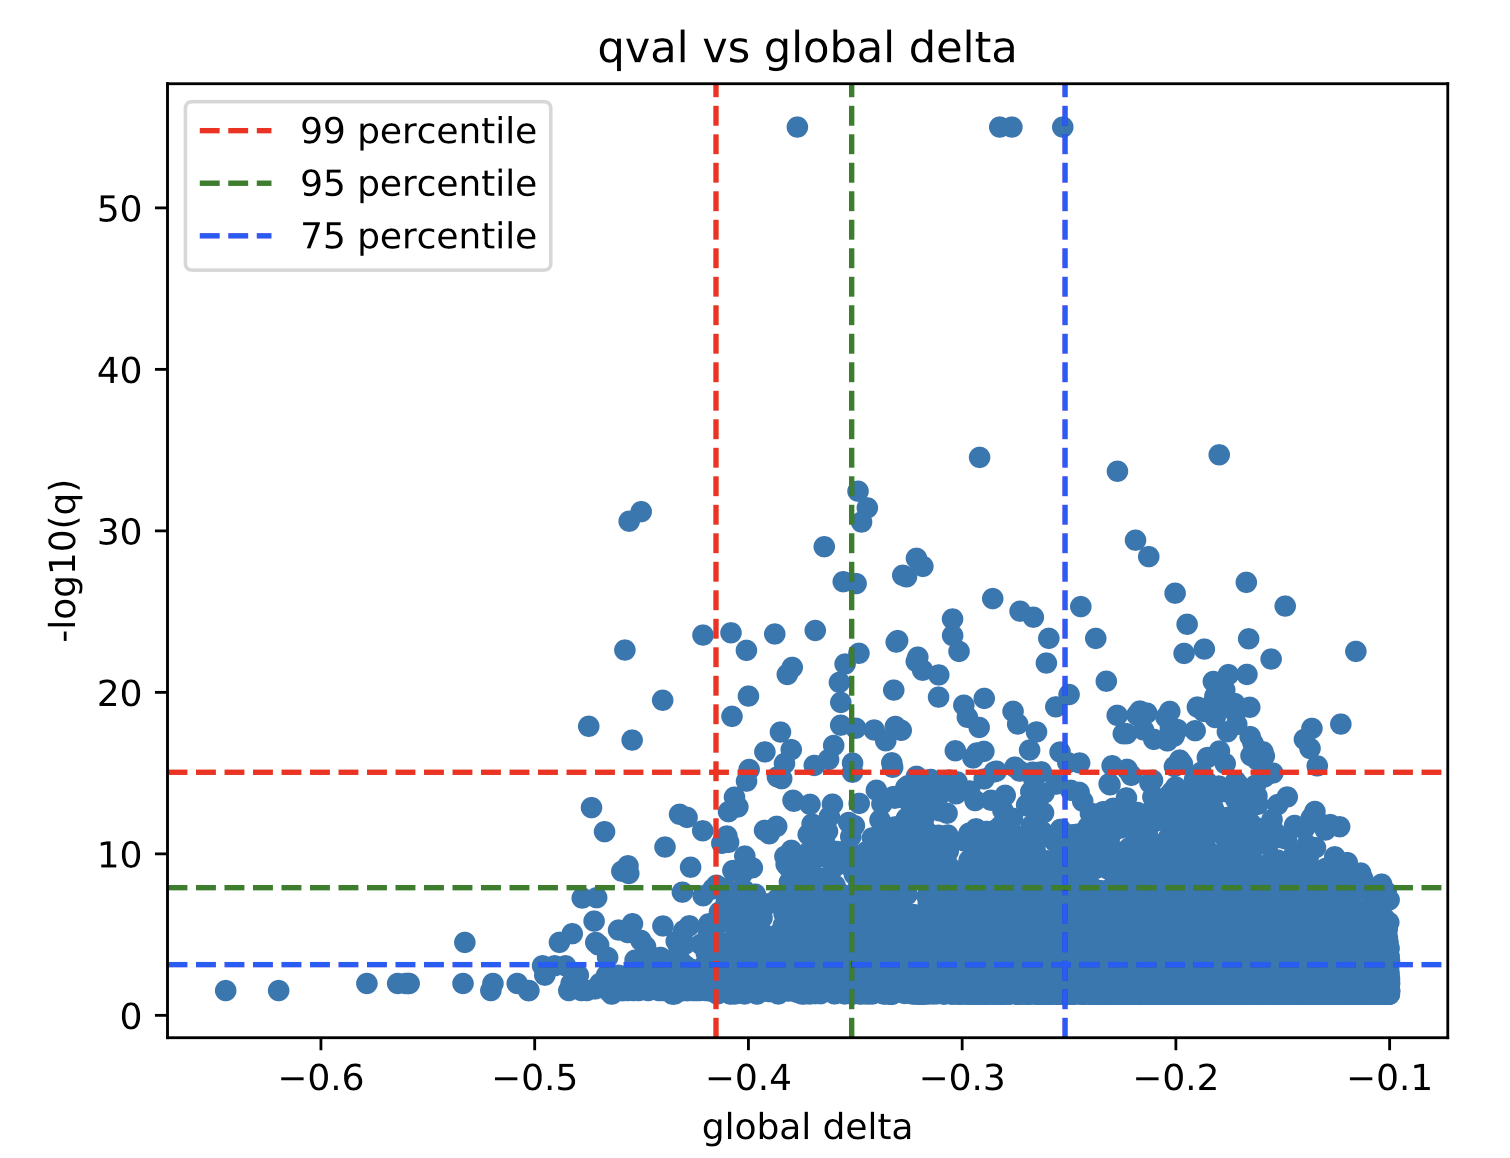 qval vs global delta
99 percentile
95 percentile
75 percentile
50
40
30
20
10
0
-log10(q)
−0.6 −0.5 −0.4 −0.3 −0.2 −0.1
global delta